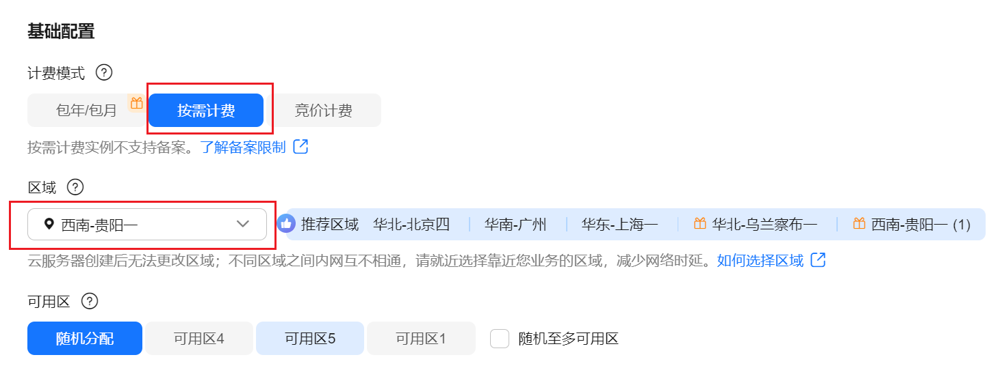 基础配置
计费模式 ?
包年/包月 按需计费 竞价计费
按需计费实例不支持备案。了解备案限制
区域 ?
西南-贵阳一 推荐区域 华北-北京四 华南-广州 华东-上海一 华北-乌兰察布一 西南-贵阳一 (1)
云服务器创建后无法更改区域；不同区域之间内网互不相通，请就近选择靠近您业务的区域，减少网络时延。如何选择区域
可用区 ?
随机分配 可用区4 可用区5 可用区1 随机至多可用区